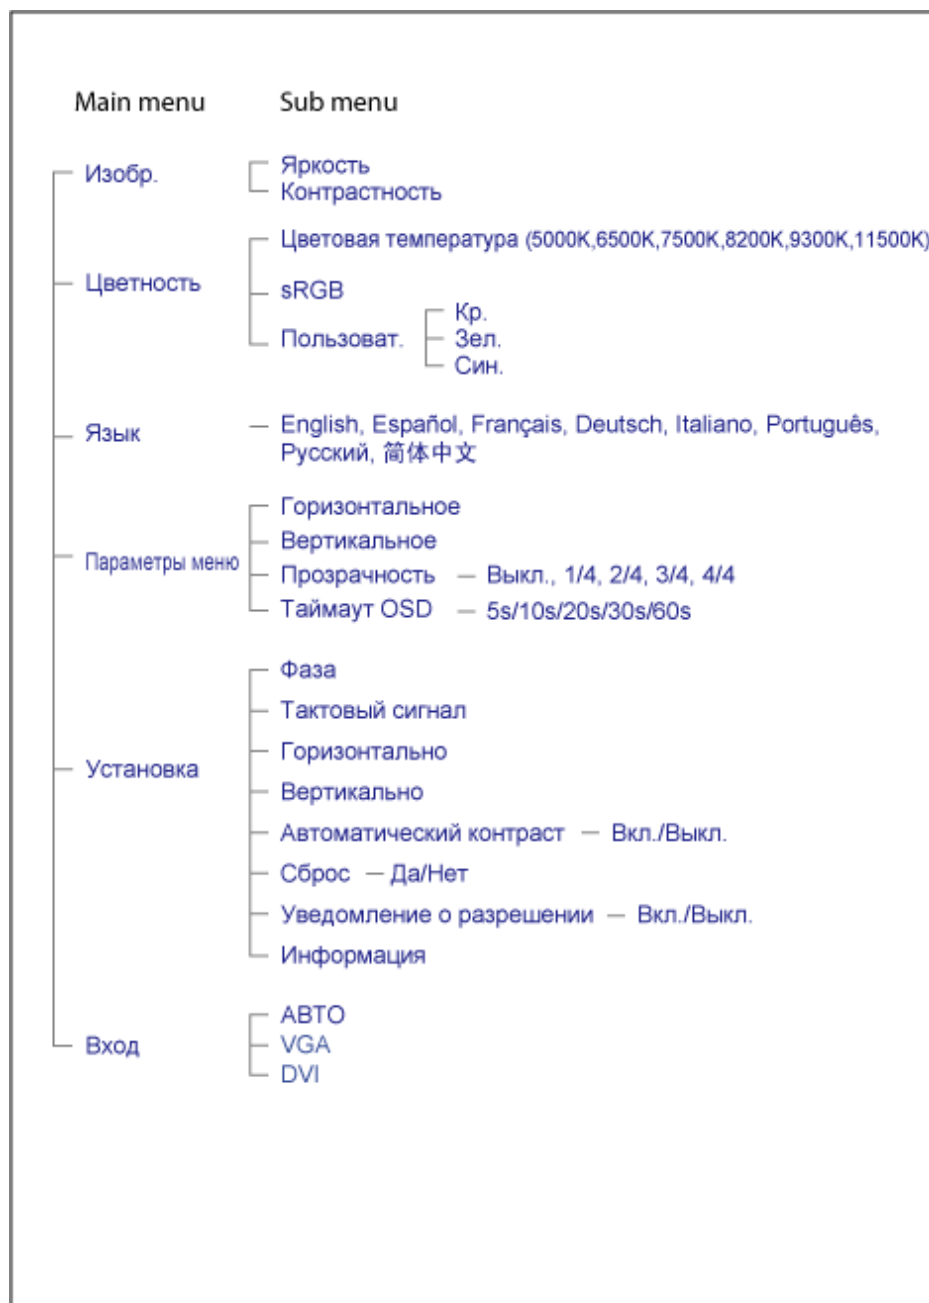 Main menu Sub menu
Изобр.
Яркость
Контрастность
Цветность
Цветовая температура (5000K,6500K,7500K,8200K,9300K,11500K)
sRGB
Пользоват.
Кр.
Зел.
Син.
Язык
English, Español, Français, Deutsch, Italiano, Português,
Русский, 简体中文
Параметры меню
Горизонтальное
Вертикальное
Прозрачность — Выкл., 1/4, 2/4, 3/4, 4/4
Таймаут OSD — 5s/10s/20s/30s/60s
Установка
Фаза
Тактовый сигнал
Горизонтально
Вертикально
Автоматический контраст — Вкл./Выкл.
Сброс — Да/Нет
Уведомление о разрешении — Вкл./Выкл.
Информация
Вход
АВТО
VGA
DVI